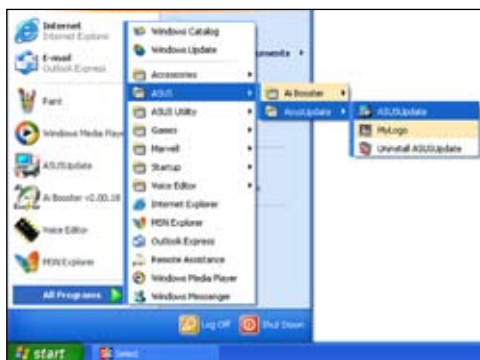 Internet
Internet Explorer
E-mail
Outlook Express
Paint
Windows Media Player
ASUSUpdate
Ai Booster v2.00.18
Voice Editor
MSN Explorer
All Programs
Windows Catalog
Windows Update
Accessories
ASUS
ASUS Utility
Games
Marvell
Startup
Voice Editor
Internet Explorer
MSN Explorer
Outlook Express
Remote Assistance
Windows Media Player
Windows Messenger
Ai Booster
AsusUpdate
ASUSUpdate
MyLogo
Uninstall ASUSUpdate
Log Off
Shut Down
start